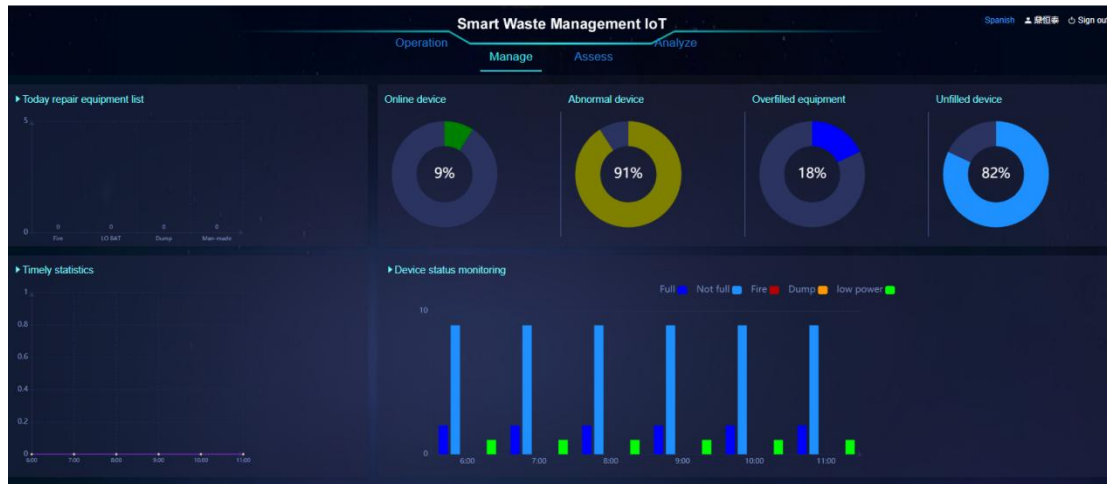 Smart Waste Management IoT
Spanish
Sign out
Operation
Analyze
Manage
Assess
Today repair equipment list
5
0
0 0 0 0
Fire LO BAT Dump Man-made
Online device
9%
Abnormal device
91%
Overfilled equipment
18%
Unfilled device
82%
Timely statistics
1
0.8
0.6
0.4
0.2
0
6:00 7:00 8:00 9:00 10:00 11:00
Device status monitoring
Full Not full Fire Dump low power
10
0
6:00 7:00 8:00 9:00 10:00 11:00